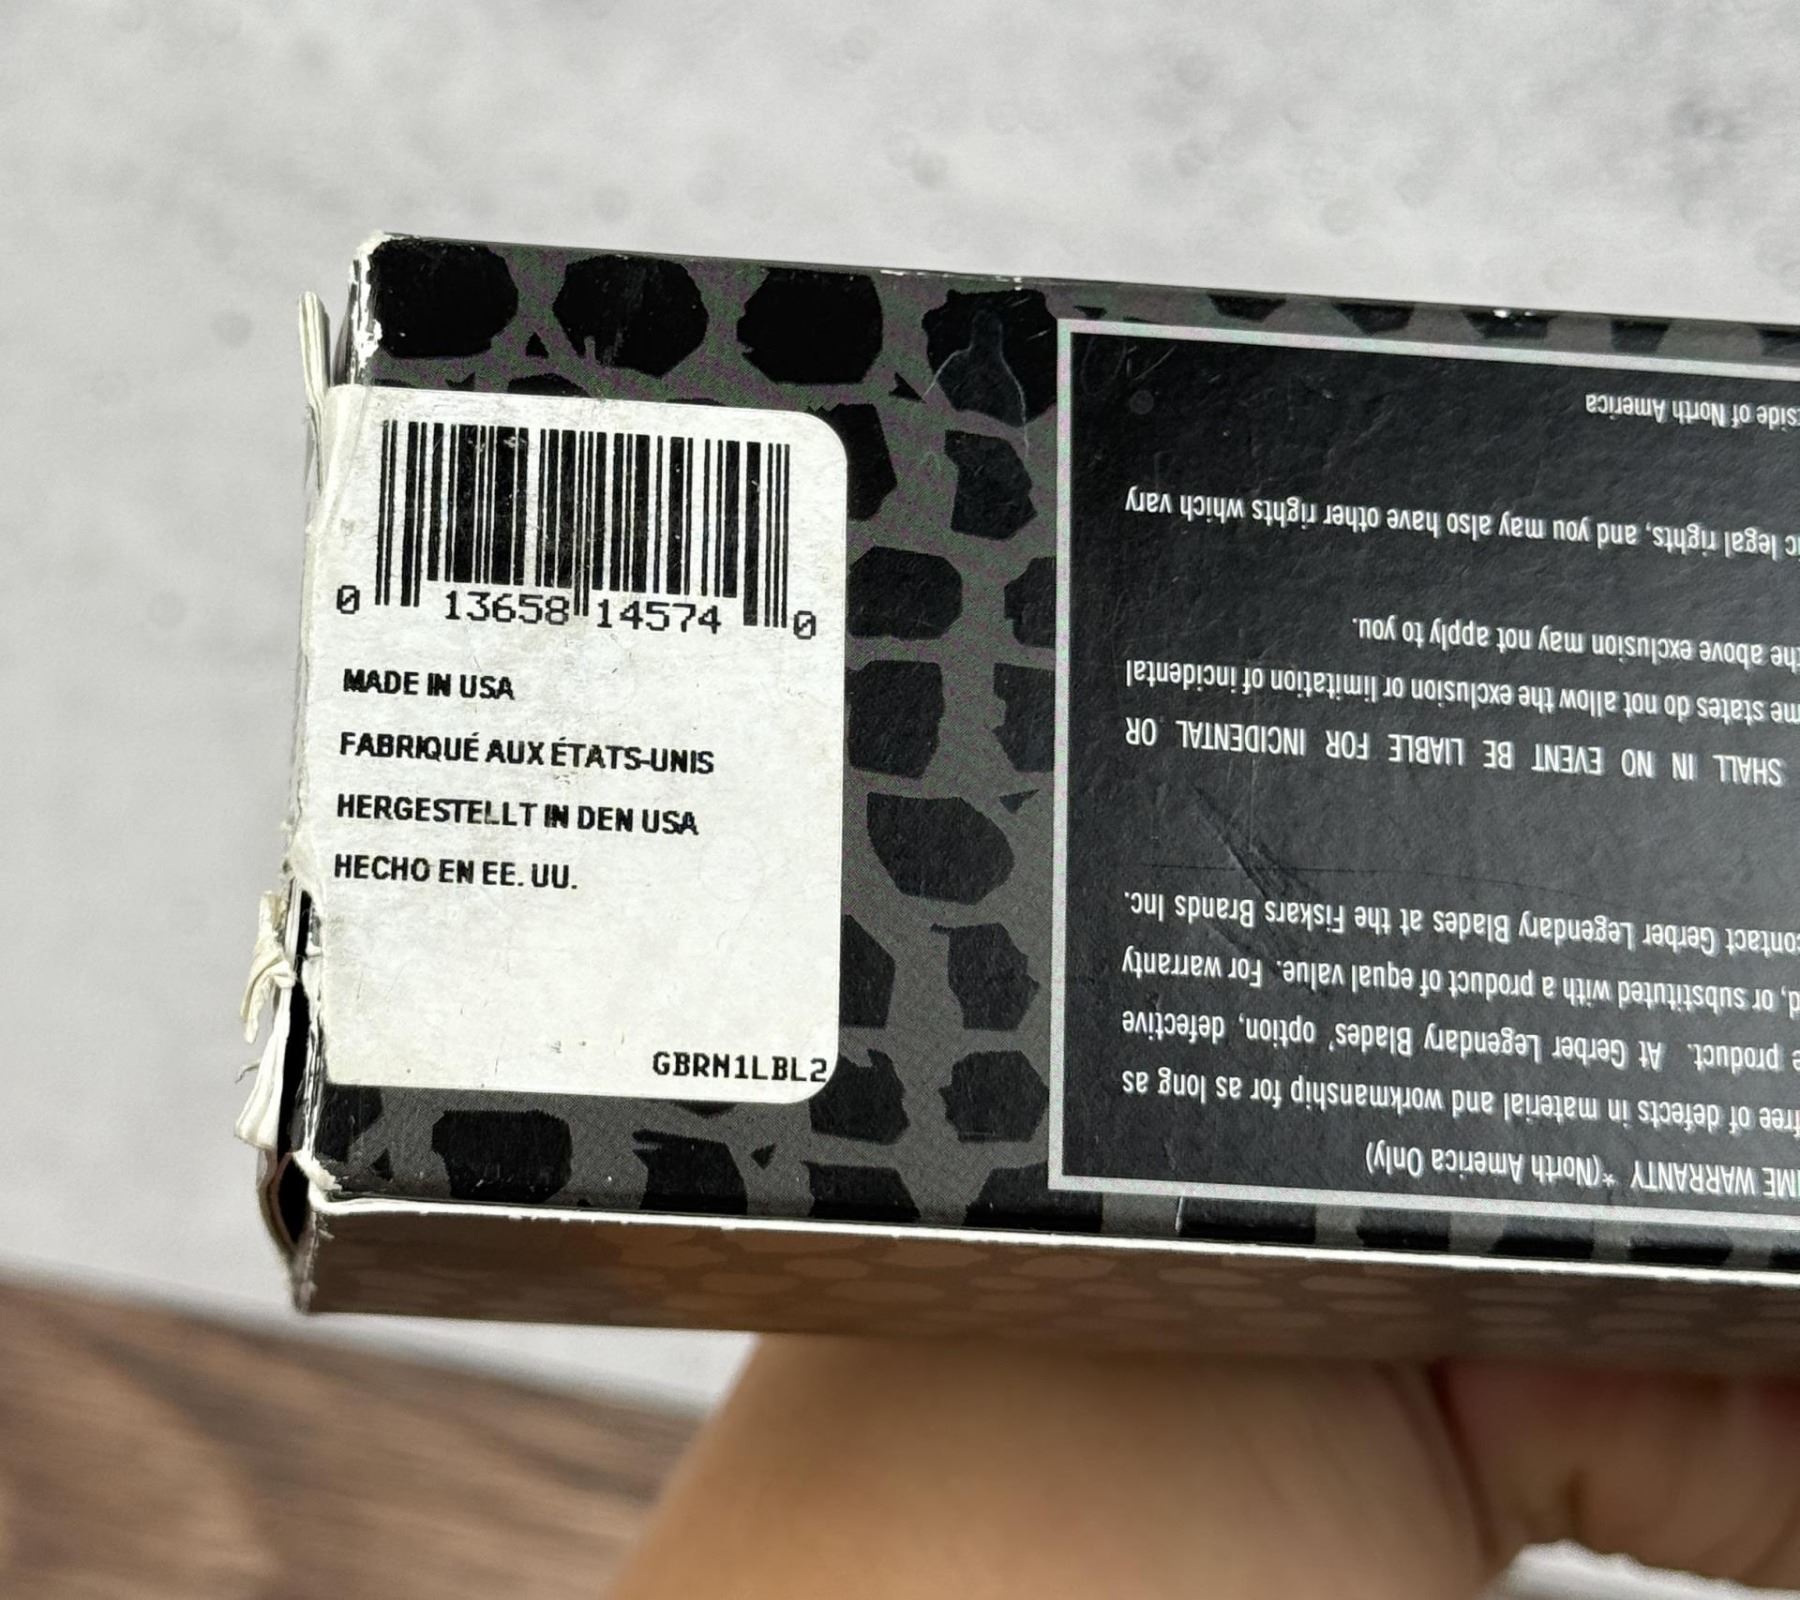 0 13658 14574 0
MADE IN USA
FABRIQUÉ AUX ÉTATS-UNIS
HERGESTELLT IN DEN USA
HECHO EN EE. UU.
GBRN1LBL2
WARRANTY *(North America Only)
free of defects in material and workmanship for as long as
product. At Gerber Legendary Blades' option, defective
or substituted with a product of equal value. For warranty
contact Gerber Legendary Blades at the Fiskars Brands Inc.
SHALL IN NO EVENT BE LIABLE FOR INCIDENTAL OR
states do not allow the exclusion or limitation of incidental
the above exclusion may not apply to you.
legal rights, and you may also have other rights which vary
of North America